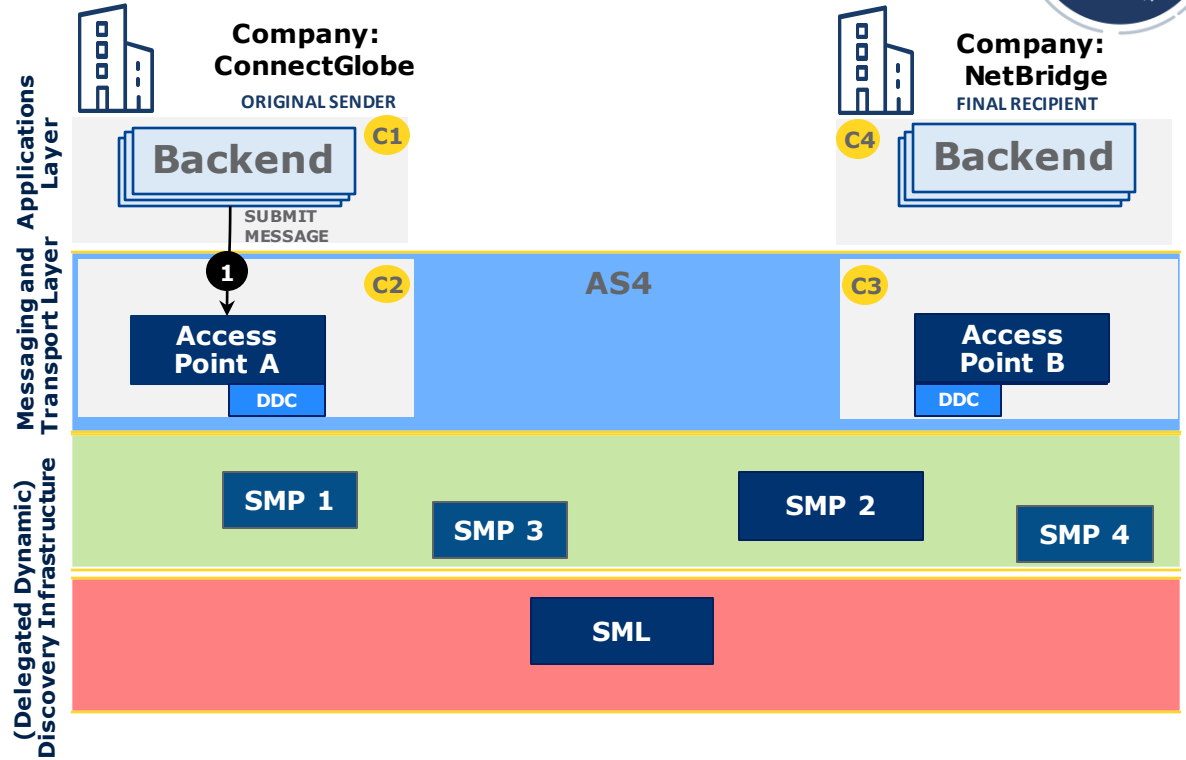 Company:
ConnectGlobe
ORIGINAL SENDER
Company:
NetBridge
FINAL RECIPIENT
Applications
Layer
Backend
C1
C4
Backend
SUBMIT
MESSAGE
Messaging and
Transport Layer
1
C2
AS4
C3
Access
Point A
DDC
Access
Point B
DDC
(Delegated Dynamic)
Discovery Infrastructure
SMP 1
SMP 3
SMP 2
SMP 4
SML